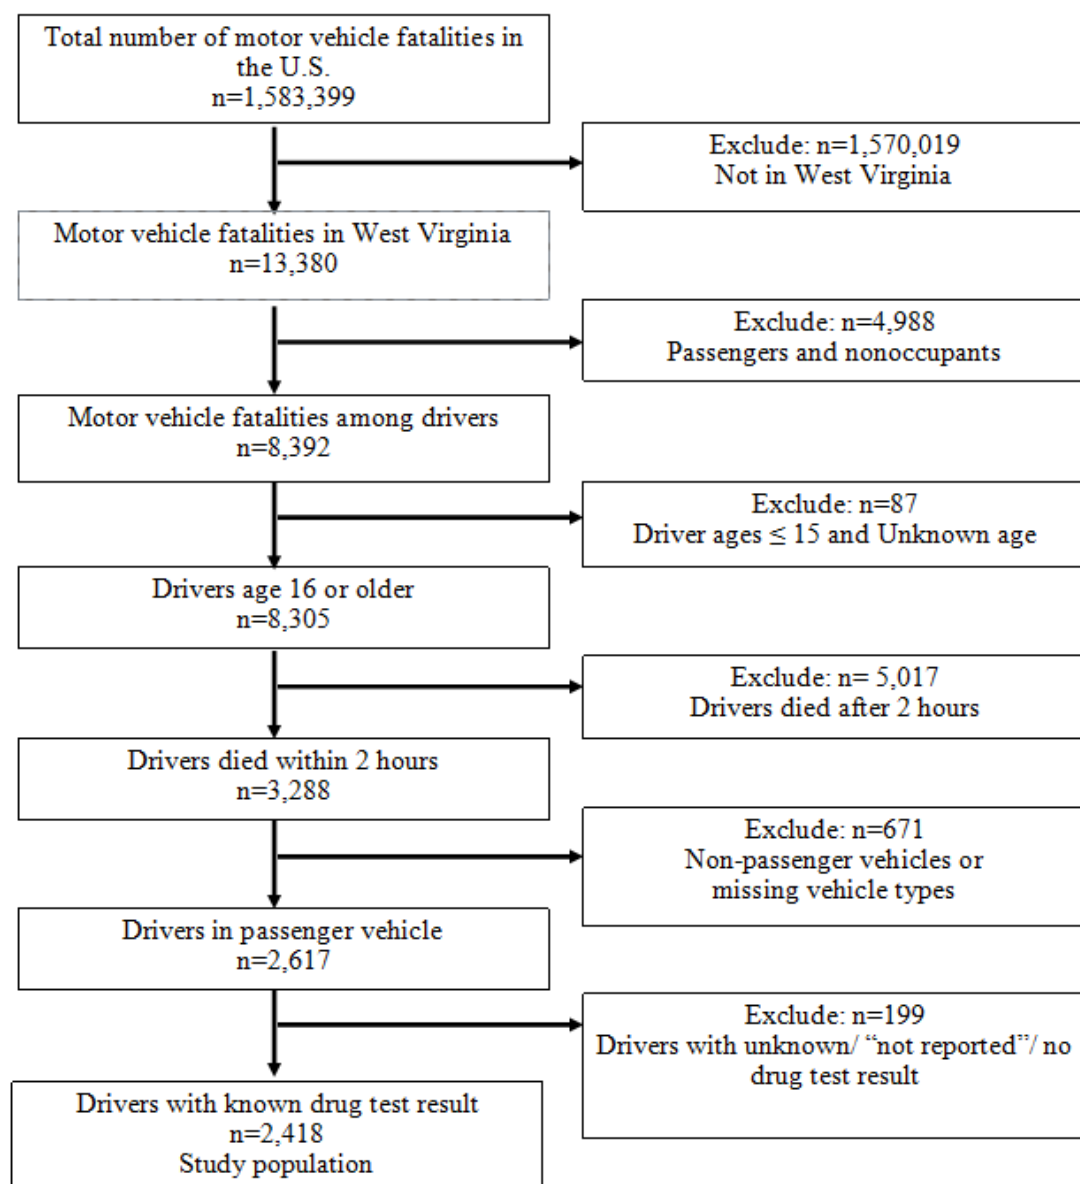 Total number of motor vehicle fatalities in
the U.S.
n=1,583,399
Exclude: n=1,570,019
Not in West Virginia
Motor vehicle fatalities in West Virginia
n=13,380
Exclude: n=4,988
Passengers and nonoccupants
Motor vehicle fatalities among drivers
n=8,392
Exclude: n=87
Driver ages ≤ 15 and Unknown age
Drivers age 16 or older
n=8,305
Exclude: n= 5,017
Drivers died after 2 hours
Drivers died within 2 hours
n=3,288
Exclude: n=671
Non-passenger vehicles or
missing vehicle types
Drivers in passenger vehicle
n=2,617
Exclude: n=199
Drivers with unknown/ “not reported”/ no
drug test result
Drivers with known drug test result
n=2,418
Study population